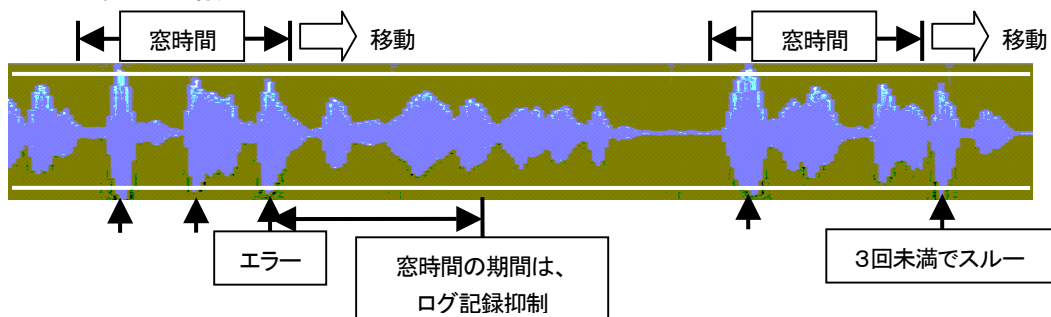 窓時間
移動
窓時間
移動
エラー
窓時間の期間は、
ログ記録抑制
３回未満でスルー